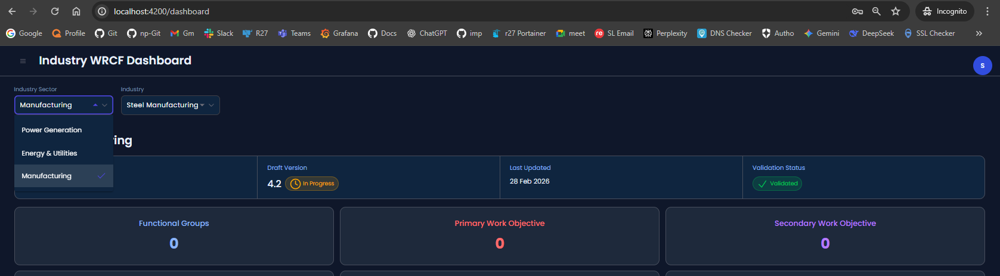 localhost:4200/dashboard
Incognito
Google
Profile
Git
np-Git
Gm
Slack
R27
Teams
Grafana
Docs
ChatGPT
imp
r27 Portainer
meet
SL Email
Perplexity
DNS Checker
Autho
Gemini
DeepSeek
SSL Checker
Industry WRCF Dashboard
S
Industry Sector
Industry
Manufacturing
Steel Manufacturing
Power Generation
Energy & Utilities
Manufacturing
ring
Draft Version
4.2 In Progress
Last Updated
28 Feb 2026
Validation Status
Validated
Functional Groups
0
Primary Work Objective
0
Secondary Work Objective
0